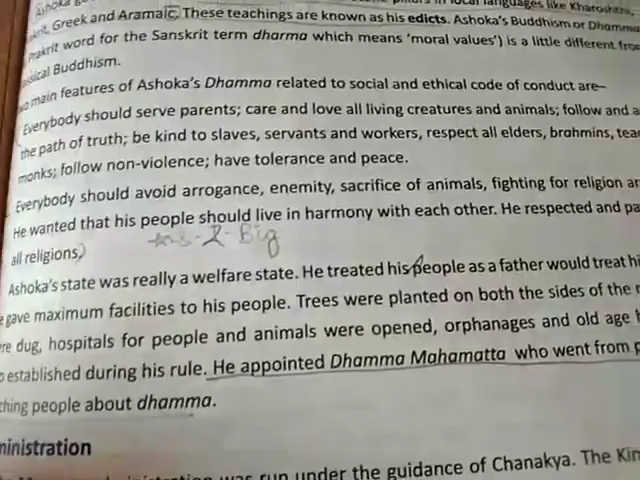 in local languages like Kharoshthi,
Greek and Aramaic. These teachings are known as his edicts. Ashoka's Buddhism or Dhamma
Prakrit word for the Sanskrit term dharma which means 'moral values') is a little different from
Buddhism.
main features of Ashoka's Dhamma related to social and ethical code of conduct are–
Everybody should serve parents; care and love all living creatures and animals; follow and
the path of truth; be kind to slaves, servants and workers, respect all elders, brahmins,
monks; follow non-violence; have tolerance and peace.
Everybody should avoid arrogance, enemity, sacrifice of animals, fighting for religion
He wanted that his people should live in harmony with each other. He respected and
all religions,
Ans-2-Big
Ashoka's state was really a welfare state. He treated his people as a father would treat
gave maximum facilities to his people. Trees were planted on both the sides of the
dug, hospitals for people and animals were opened, orphanages and old age
established during his rule. He appointed Dhamma Mahamatta who went from
people about dhamma.
was run under the guidance of Chanakya. The